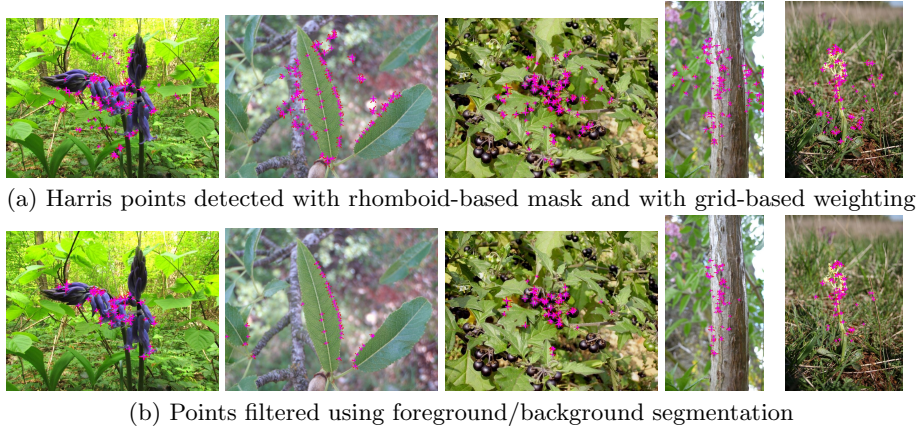 (a) Harris points detected with rhomboid-based mask and with grid-based weighting
(b) Points filtered using foreground/background segmentation